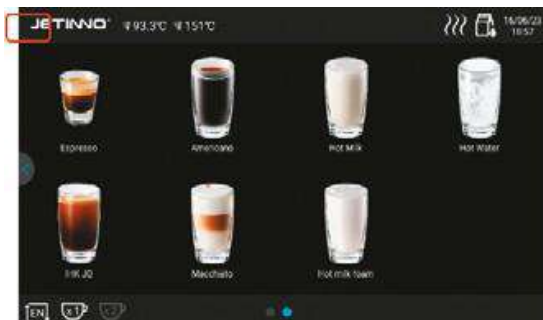 JETINNO 93.3℃ 151℃ 16/06/23
10:57
Espresso Americano Hot Milk Hot Water
Macchiato Hot milk foam
EN x1 x2